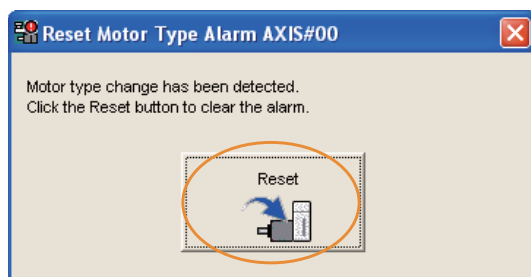 Reset Motor Type Alarm AXIS#00
Motor type change has been detected.
Click the Reset button to clear the alarm.
Reset